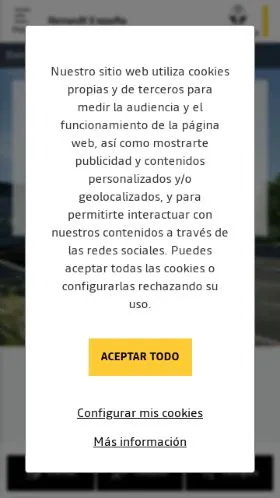 Renault España
Nuestro sitio web utiliza cookies
propias y de terceros para
medir la audiencia y el
funcionamiento de la página
web, así como mostrarte
publicidad y contenidos
personalizados y/o
geolocalizados, y para
permitirte interactuar con
nuestros contenidos a través de
las redes sociales. Puedes
aceptar todas las cookies o
configurarlas rechazando su
uso.
ACEPTAR TODO
Configurar mis cookies
Más información